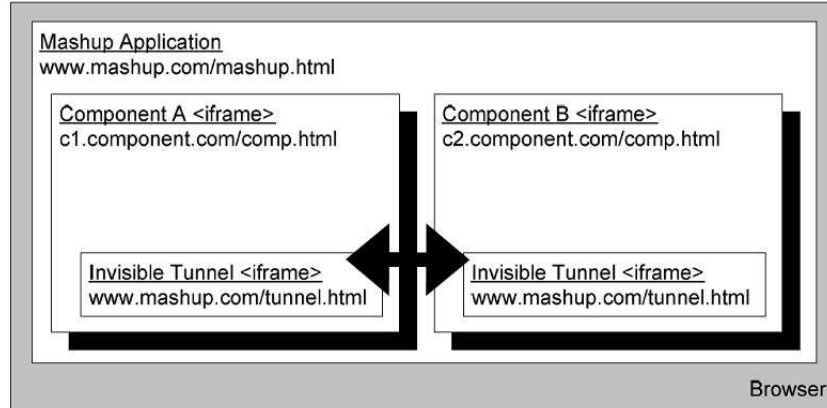 Mashup Application
www.mashup.com/mashup.html
Component A <iframe>
c1.component.com/comp.html
Invisible Tunnel <iframe>
www.mashup.com/tunnel.html
Component B <iframe>
c2.component.com/comp.html
Invisible Tunnel <iframe>
www.mashup.com/tunnel.html
Browser